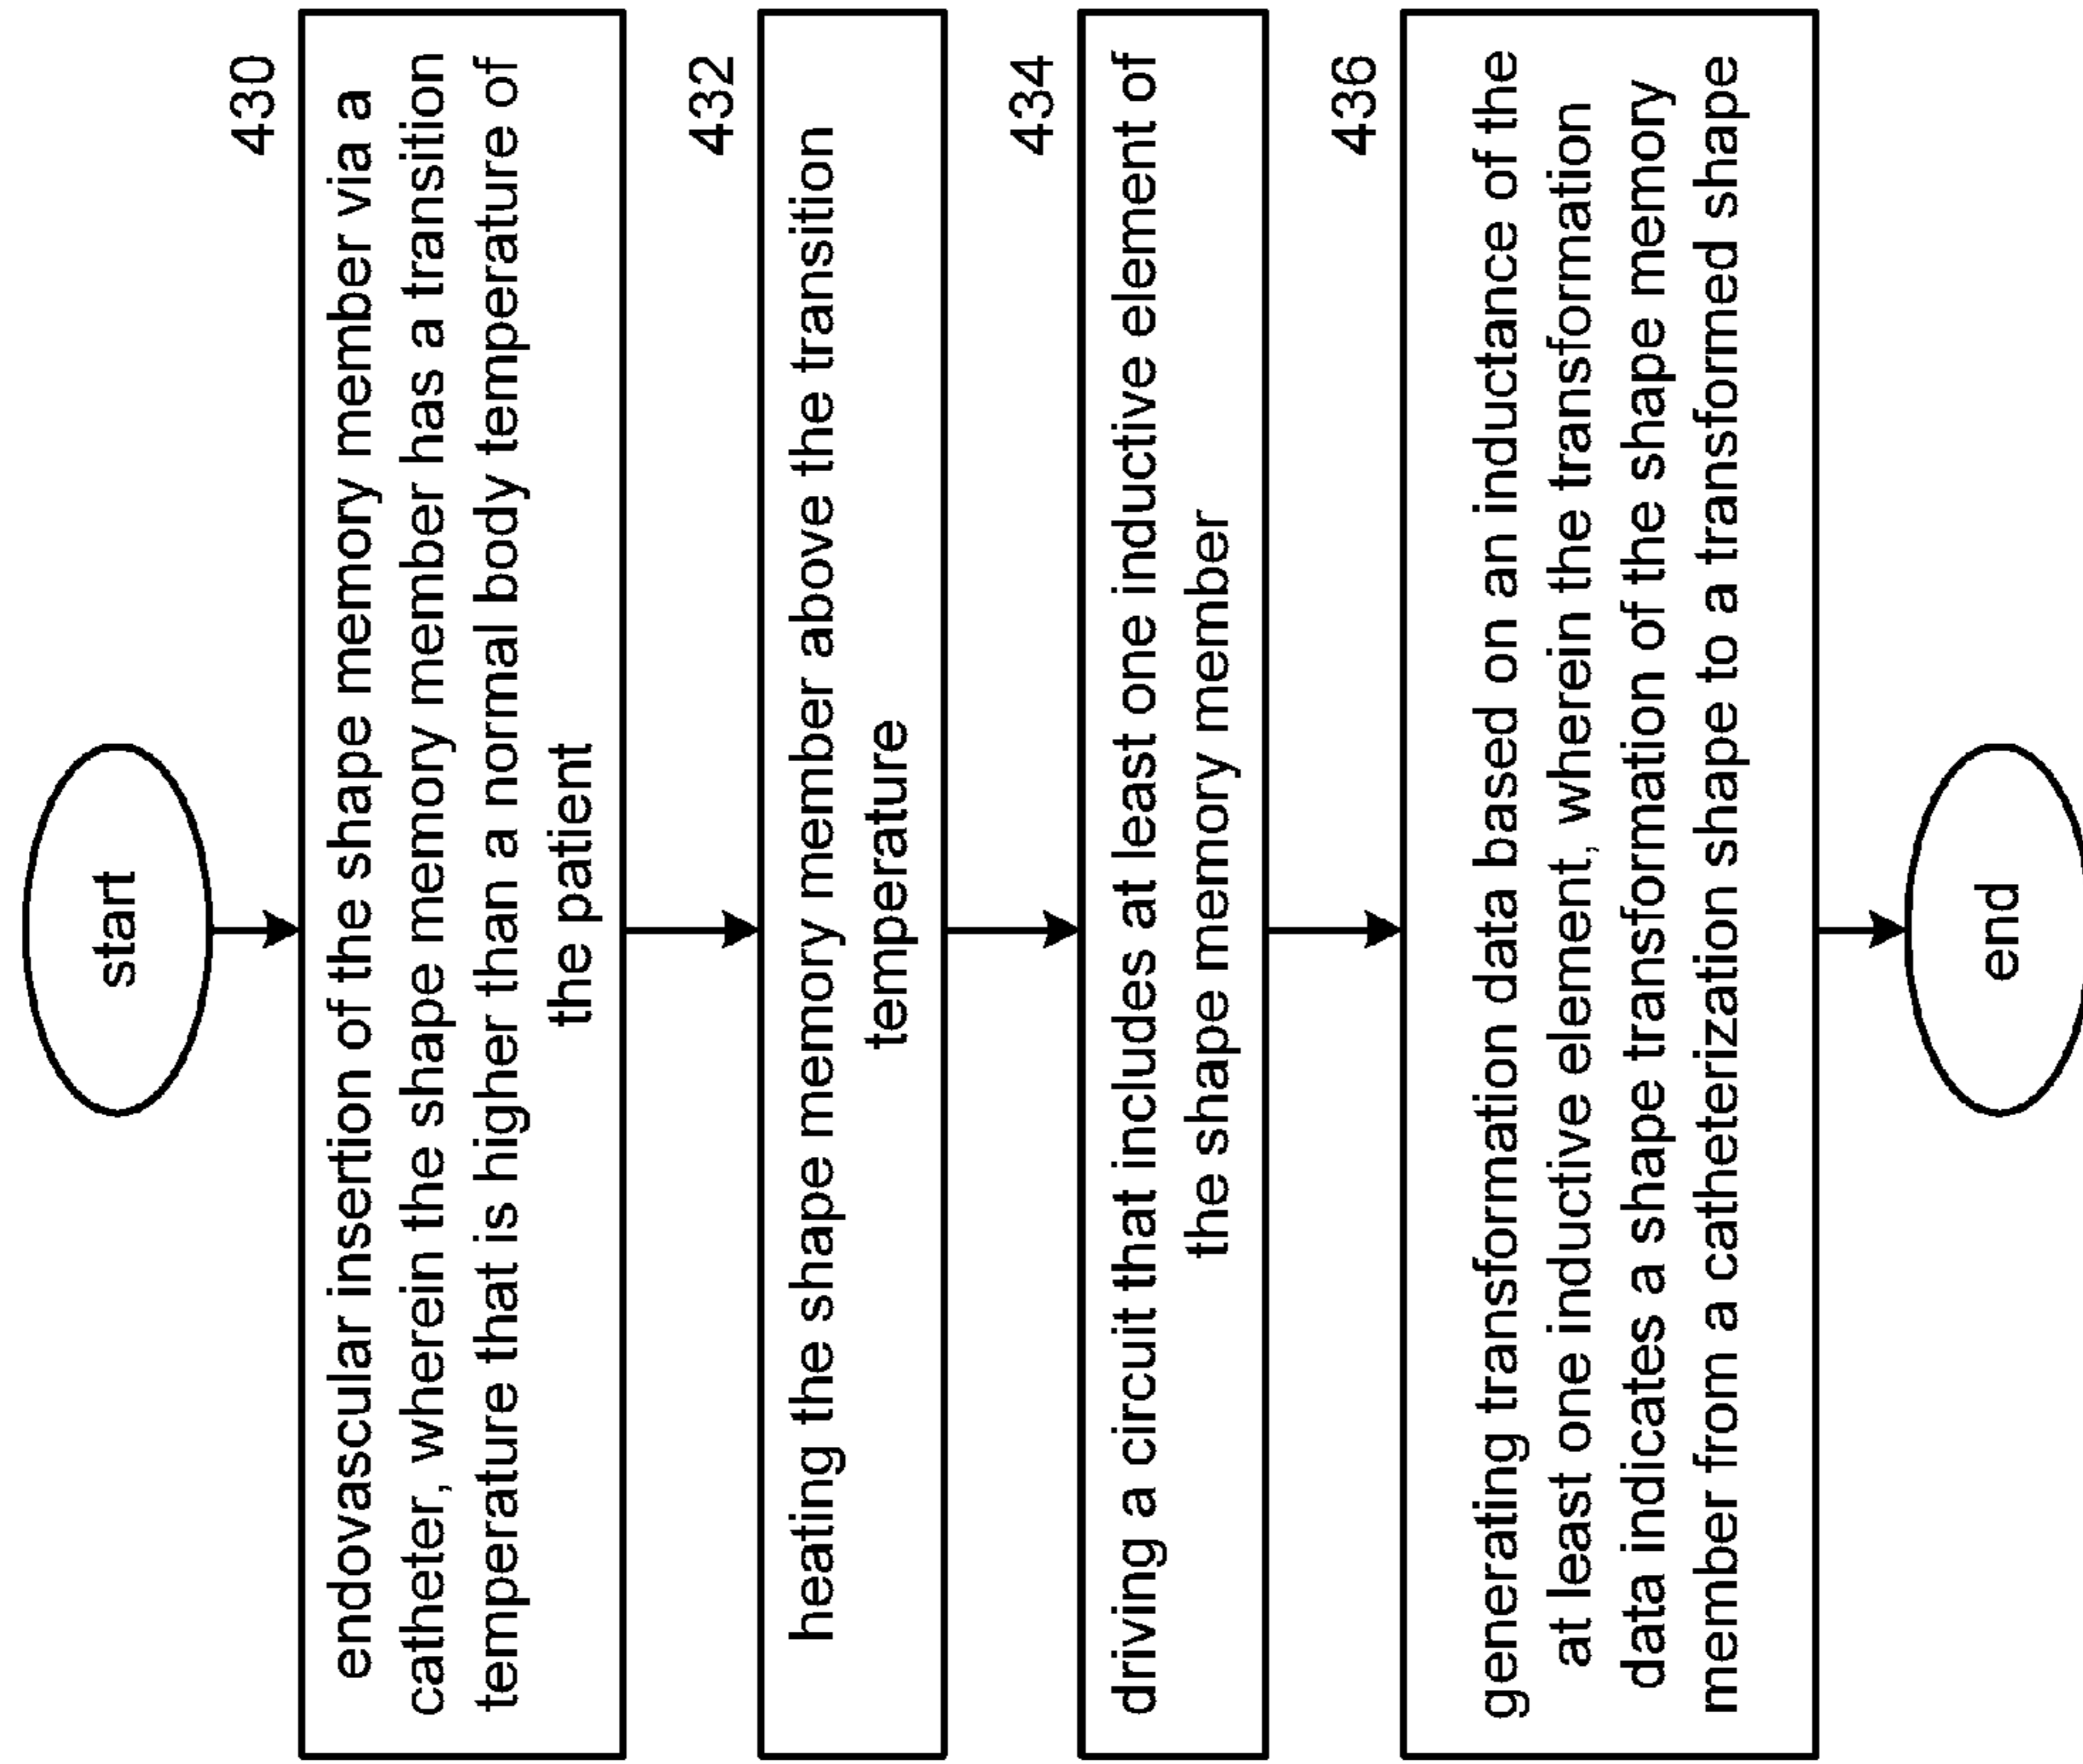 start
430
endovascular insertion of the shape memory member via a
catheter, wherein the shape memory member has a transition
temperature that is higher than a normal body temperature of
the patient
432
heating the shape memory member above the transition
temperature
434
driving a circuit that includes at least one inductive element of
the shape memory member
436
generating transformation data based on an inductance of the
at least one inductive element, wherein the transformation
data indicates a shape transformation of the shape memory
member from a catheterization shape to a transformed shape
end